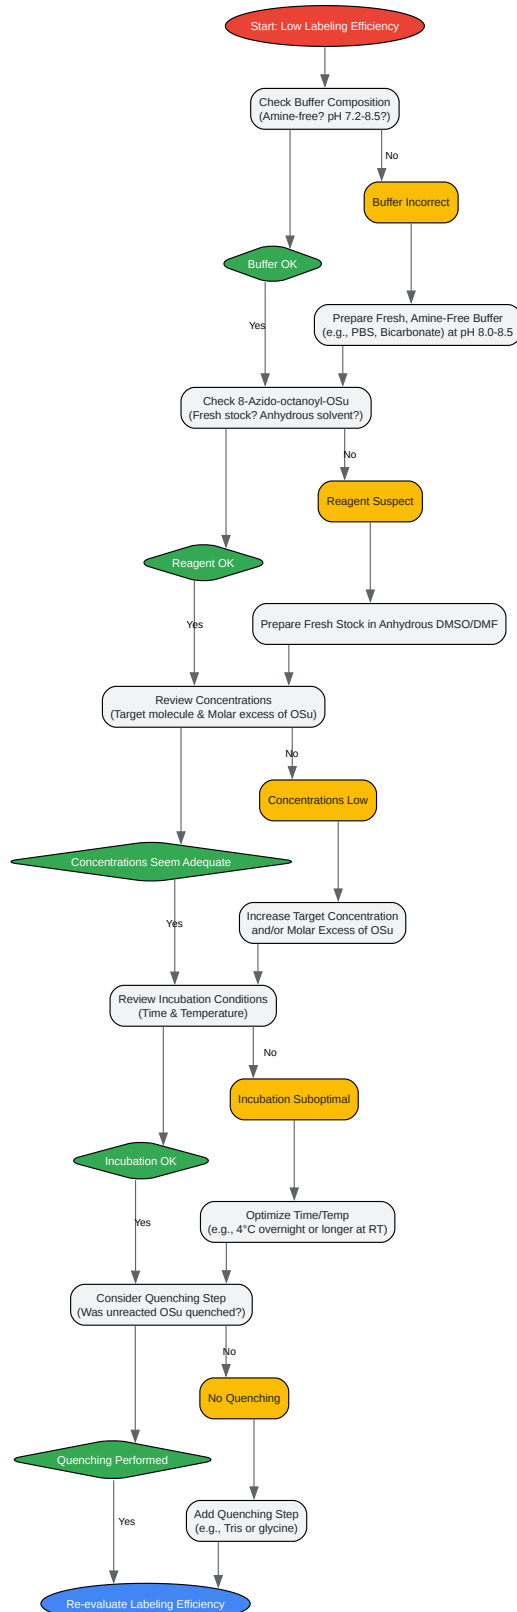 Start: Low Labeling Efficiency
Check Buffer Composition
(Amine-free? pH 7.2-8.5?)
No
Buffer Incorrect
Buffer OK
Prepare Fresh, Amine-Free Buffer
(e.g., PBS, Bicarbonate) at pH 8.0-8.5
Yes
Check 8-Azido-octanoyl-OSu
(Fresh stock? Anhydrous solvent?)
No
Reagent Suspect
Reagent OK
Prepare Fresh Stock in Anhydrous DMSO/DMF
Yes
Review Concentrations
(Target molecule & Molar excess of OSu)
No
Concentrations Low
Concentrations Seem Adequate
Increase Target Concentration
and/or Molar Excess of OSu
Yes
Review Incubation Conditions
(Time & Temperature)
No
Incubation Suboptimal
Incubation OK
Optimize Time/Temp
(e.g., 4°C overnight or longer at RT)
Yes
Consider Quenching Step
(Was unreacted OSu quenched?)
No
No Quenching
Quenching Performed
Add Quenching Step
(e.g., Tris or glycine)
Yes
Re-evaluate Labeling Efficiency